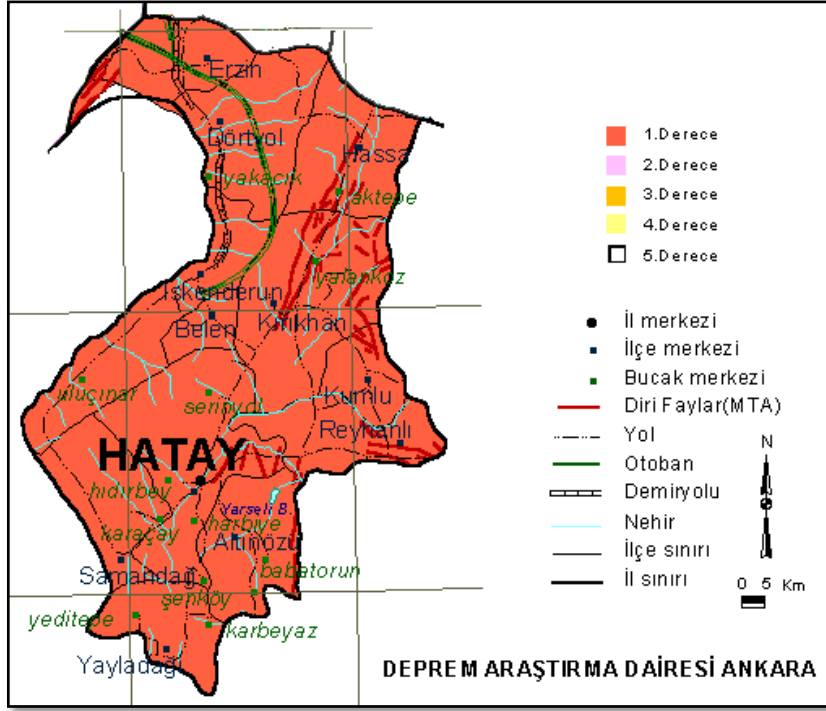 Erzin
Dörtyol
Hassa
yakacık
aktepe
yalankoz
İskenderun
Belen
Kırıkhan
uluçınar
Kumlu
Reyhanlı
HATAY
hıdırbey
Yarseli B.
harbiye
karaçay
Altınözü
Samandağ
babatorun
şenköy
yeditepe
karbeyaz
Yayladağı
1.Derece
2.Derece
3.Derece
4.Derece
5.Derece
İl merkezi
İlçe merkezi
Bucak merkezi
Diri Faylar(MTA)
Yol
Otoban
Demiryolu
Nehir
İlçe sınırı
İl sınırı
N
0 5 Km
DEPREM ARAŞTIRMA DAİRESİ ANKARA